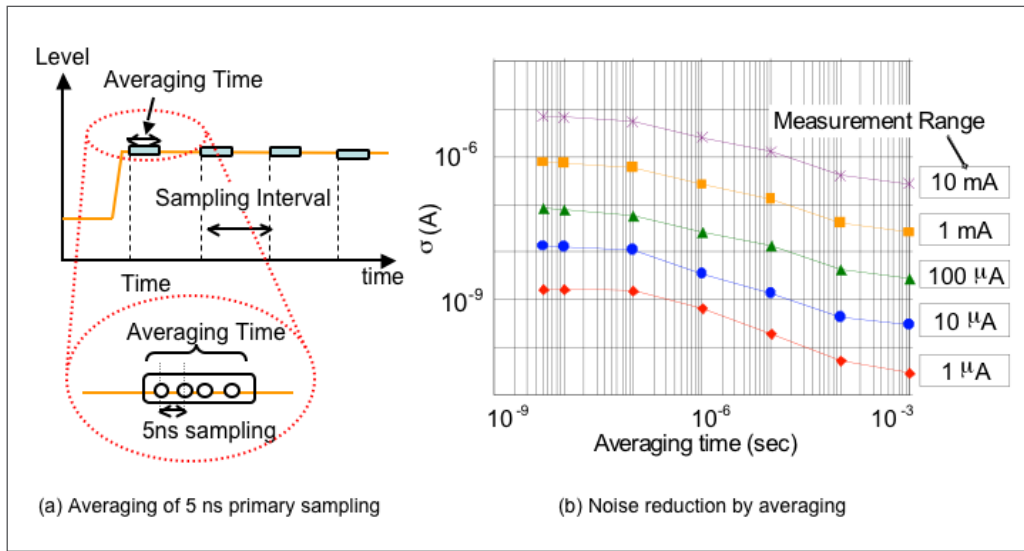 Level
Averaging Time
Sampling Interval
time
Time
Averaging Time
5ns sampling
(a) Averaging of 5 ns primary sampling
σ (A)
10⁻⁶
10⁻⁹
10⁻⁹
10⁻⁶
10⁻³
Averaging time (sec)
Measurement Range
10 mA
1 mA
100 μA
10 μA
1 μA
(b) Noise reduction by averaging